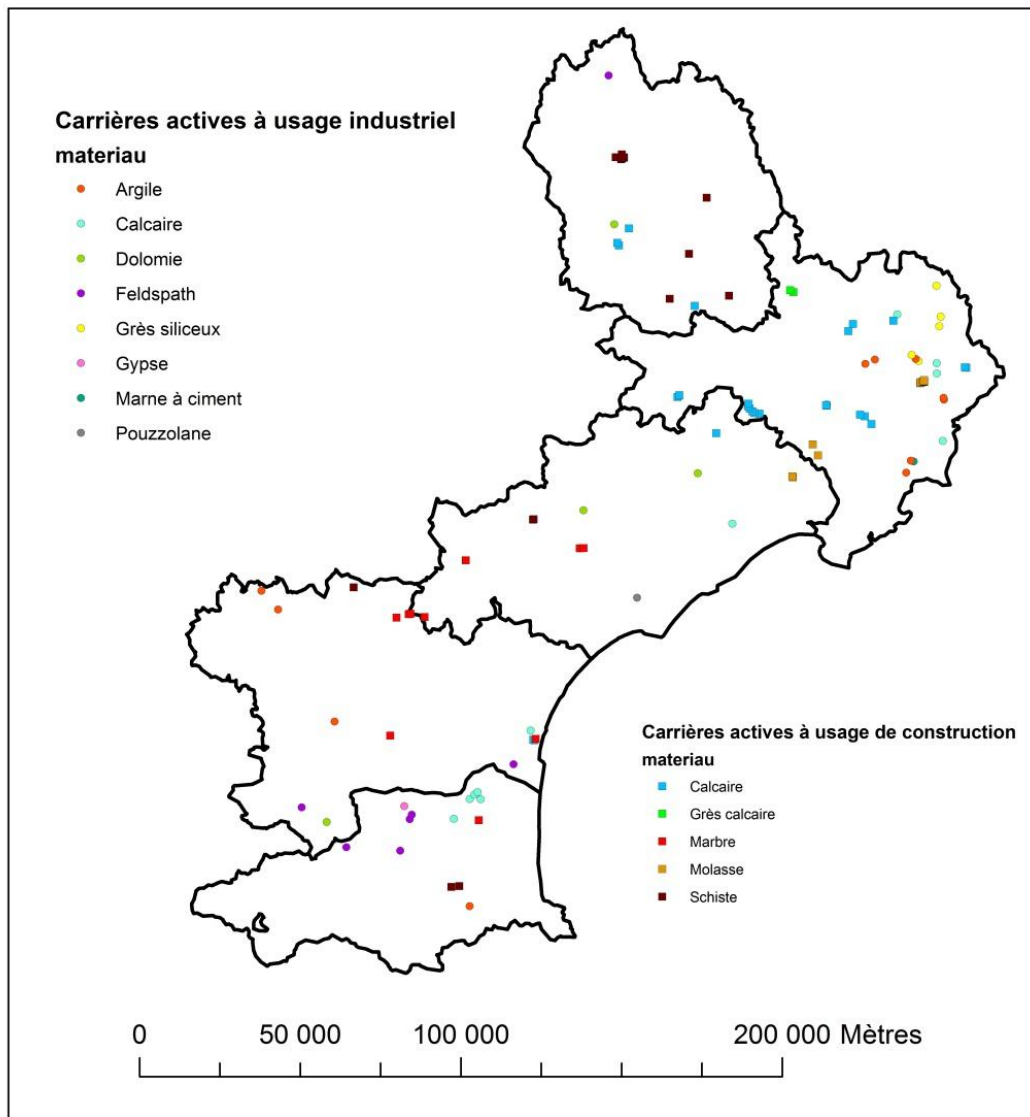 Carrières actives à usage industriel
materiau
Argile
Calcaire
Dolomie
Feldspath
Grès siliceux
Gypse
Marne à ciment
Pouzzolane
Carrières actives à usage de construction
materiau
Calcaire
Grès calcaire
Marbre
Molasse
Schiste
0 50 000 100 000 200 000 Mètres